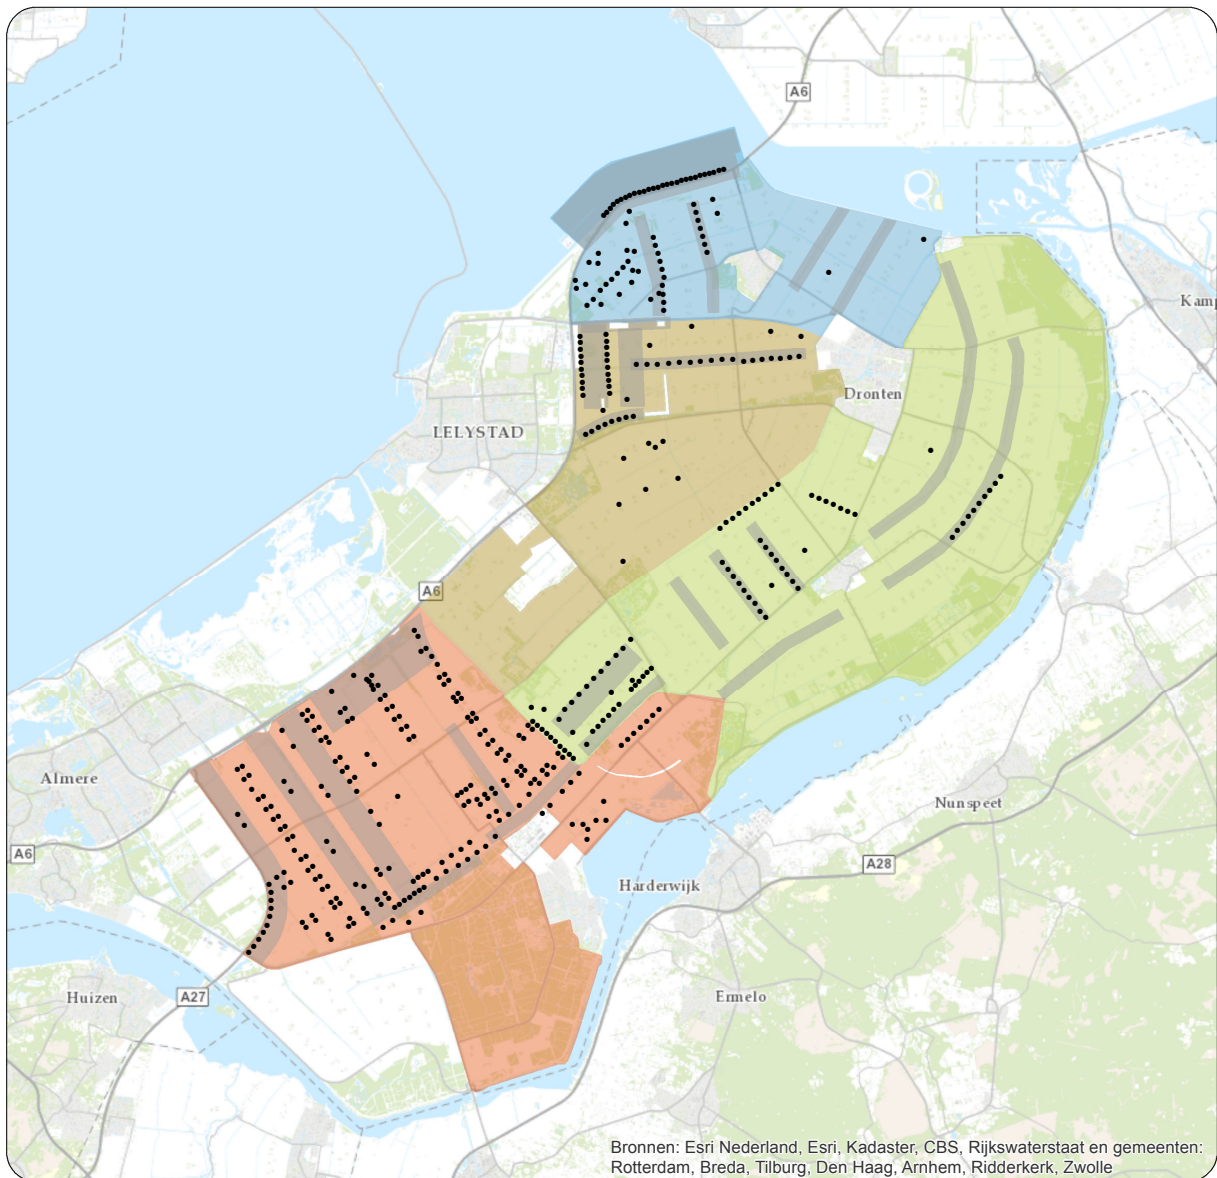 A6
Kamp
Dronten
LELYSTAD
A6
Almere
Nunspeet
A6
A28
Harderwijk
Huizen
A27
Ermelo
Bronnen: Esri Nederland, Esri, Kadaster, CBS, Rijkswaterstaat en gemeenten:
Rotterdam, Breda, Tilburg, Den Haag, Arnhem, Ridderkerk, Zwolle